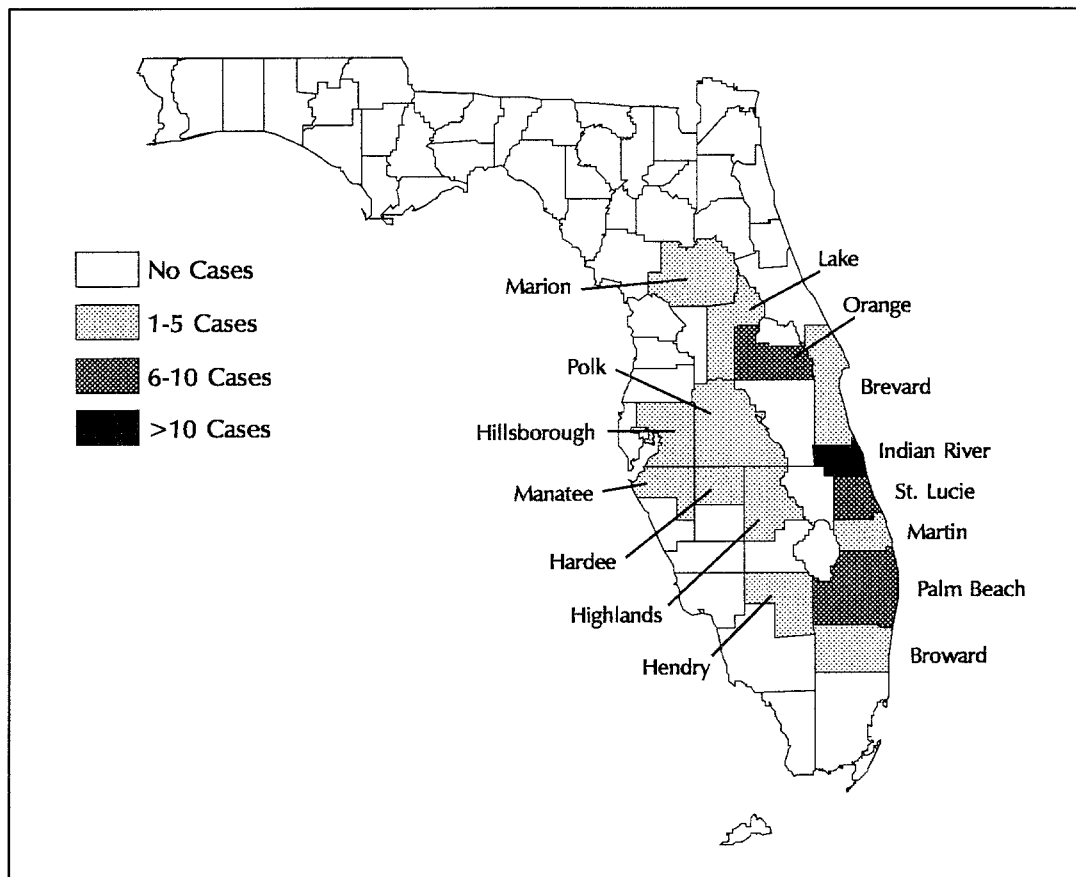 No Cases
1-5 Cases
6-10 Cases
>10 Cases
Marion
Lake
Orange
Polk
Brevard
Hillsborough
Indian River
Manatee
St. Lucie
Martin
Hardee
Palm Beach
Highlands
Hendry
Broward